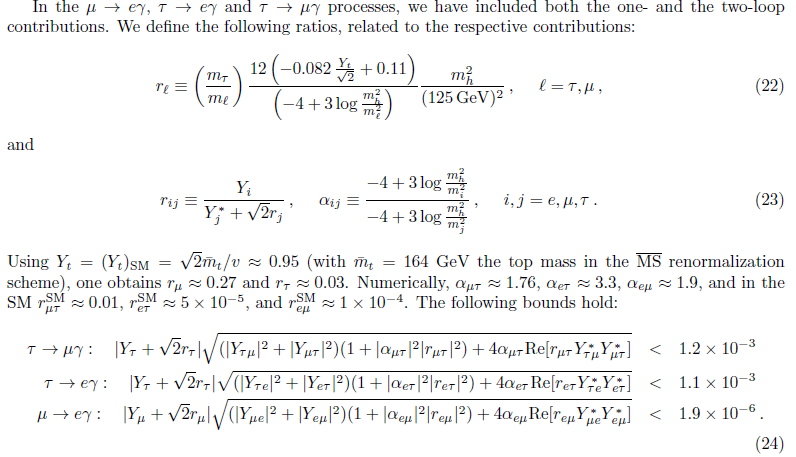 In the μ → eγ, τ → eγ and τ → μγ processes, we have included both the one- and the two-loop
contributions. We define the following ratios, related to the respective contributions:
r_ℓ ≡ (m_τ / m_ℓ) 12 (−0.082 Y_t/√2 + 0.11) / (−4 + 3 log m_h^2/m_ℓ^2) m_h^2 / (125 GeV)^2 , ℓ = τ, μ , (22)
and
r_ij ≡ Y_i / (Y_j^* + √2 r_j) , α_ij ≡ (−4 + 3 log m_h^2/m_i^2) / (−4 + 3 log m_h^2/m_j^2) , i, j = e, μ, τ . (23)
Using Y_t = (Y_t)_SM = √2 m̄_t/v ≈ 0.95 (with m̄_t = 164 GeV the top mass in the M̅S̅ renormalization
scheme), one obtains r_μ ≈ 0.27 and r_τ ≈ 0.03. Numerically, α_μτ ≈ 1.76, α_eτ ≈ 3.3, α_eμ ≈ 1.9, and in the
SM r_μτ^SM ≈ 0.01, r_eτ^SM ≈ 5 × 10^−5, and r_eμ^SM ≈ 1 × 10^−4. The following bounds hold:
τ → μγ : |Y_τ + √2 r_τ| √((|Y_τμ|^2 + |Y_μτ|^2)(1 + |α_μτ|^2|r_μτ|^2) + 4α_μτ Re[r_μτ Y_τμ^* Y_μτ^*]) < 1.2 × 10^−3
τ → eγ : |Y_τ + √2 r_τ| √((|Y_τe|^2 + |Y_eτ|^2)(1 + |α_eτ|^2|r_eτ|^2) + 4α_eτ Re[r_eτ Y_τe^* Y_eτ^*]) < 1.1 × 10^−3
μ → eγ : |Y_μ + √2 r_μ| √((|Y_μe|^2 + |Y_eμ|^2)(1 + |α_eμ|^2|r_eμ|^2) + 4α_eμ Re[r_eμ Y_μe^* Y_eμ^*]) < 1.9 × 10^−6 .
(24)